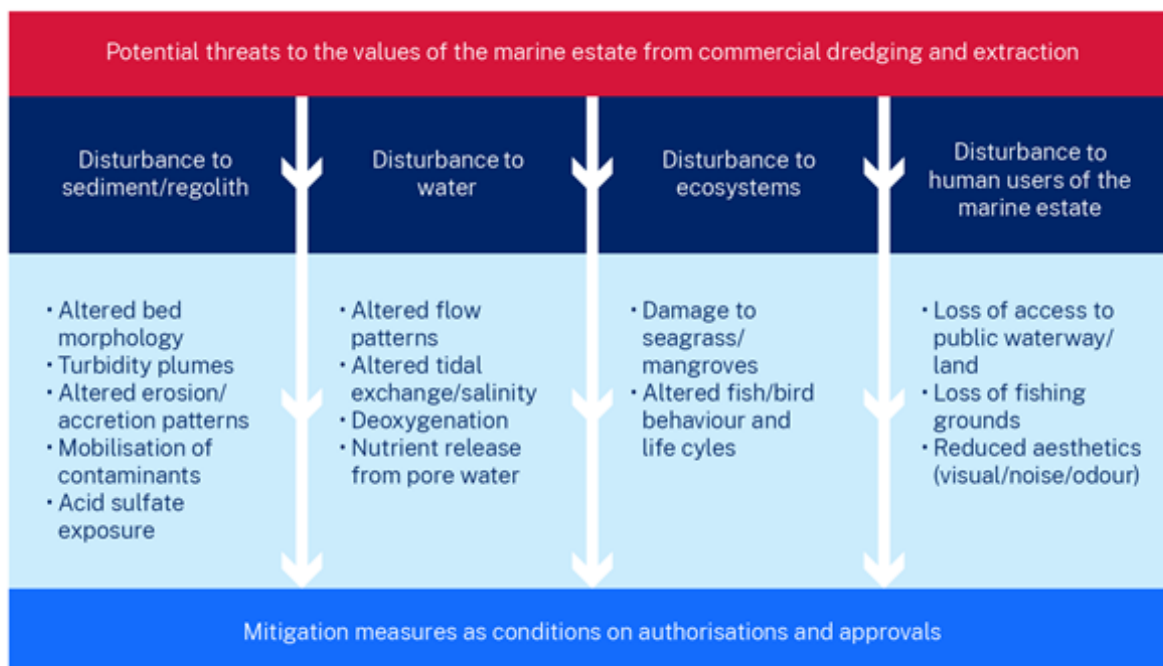 Potential threats to the values of the marine estate from commercial dredging and extraction
Disturbance to
sediment/regolith
Disturbance to
water
Disturbance to
ecosystems
Disturbance to
human users of the
marine estate
• Altered bed
morphology
• Turbidity plumes
• Altered erosion/
accretion patterns
• Mobilisation of
contaminants
• Acid sulfate
exposure
• Altered flow
patterns
• Altered tidal
exchange/salinity
• Deoxygenation
• Nutrient release
from pore water
• Damage to
seagrass/
mangroves
• Altered fish/bird
behaviour and
life cyles
• Loss of access to
public waterway/
land
• Loss of fishing
grounds
• Reduced aesthetics
(visual/noise/odour)
Mitigation measures as conditions on authorisations and approvals